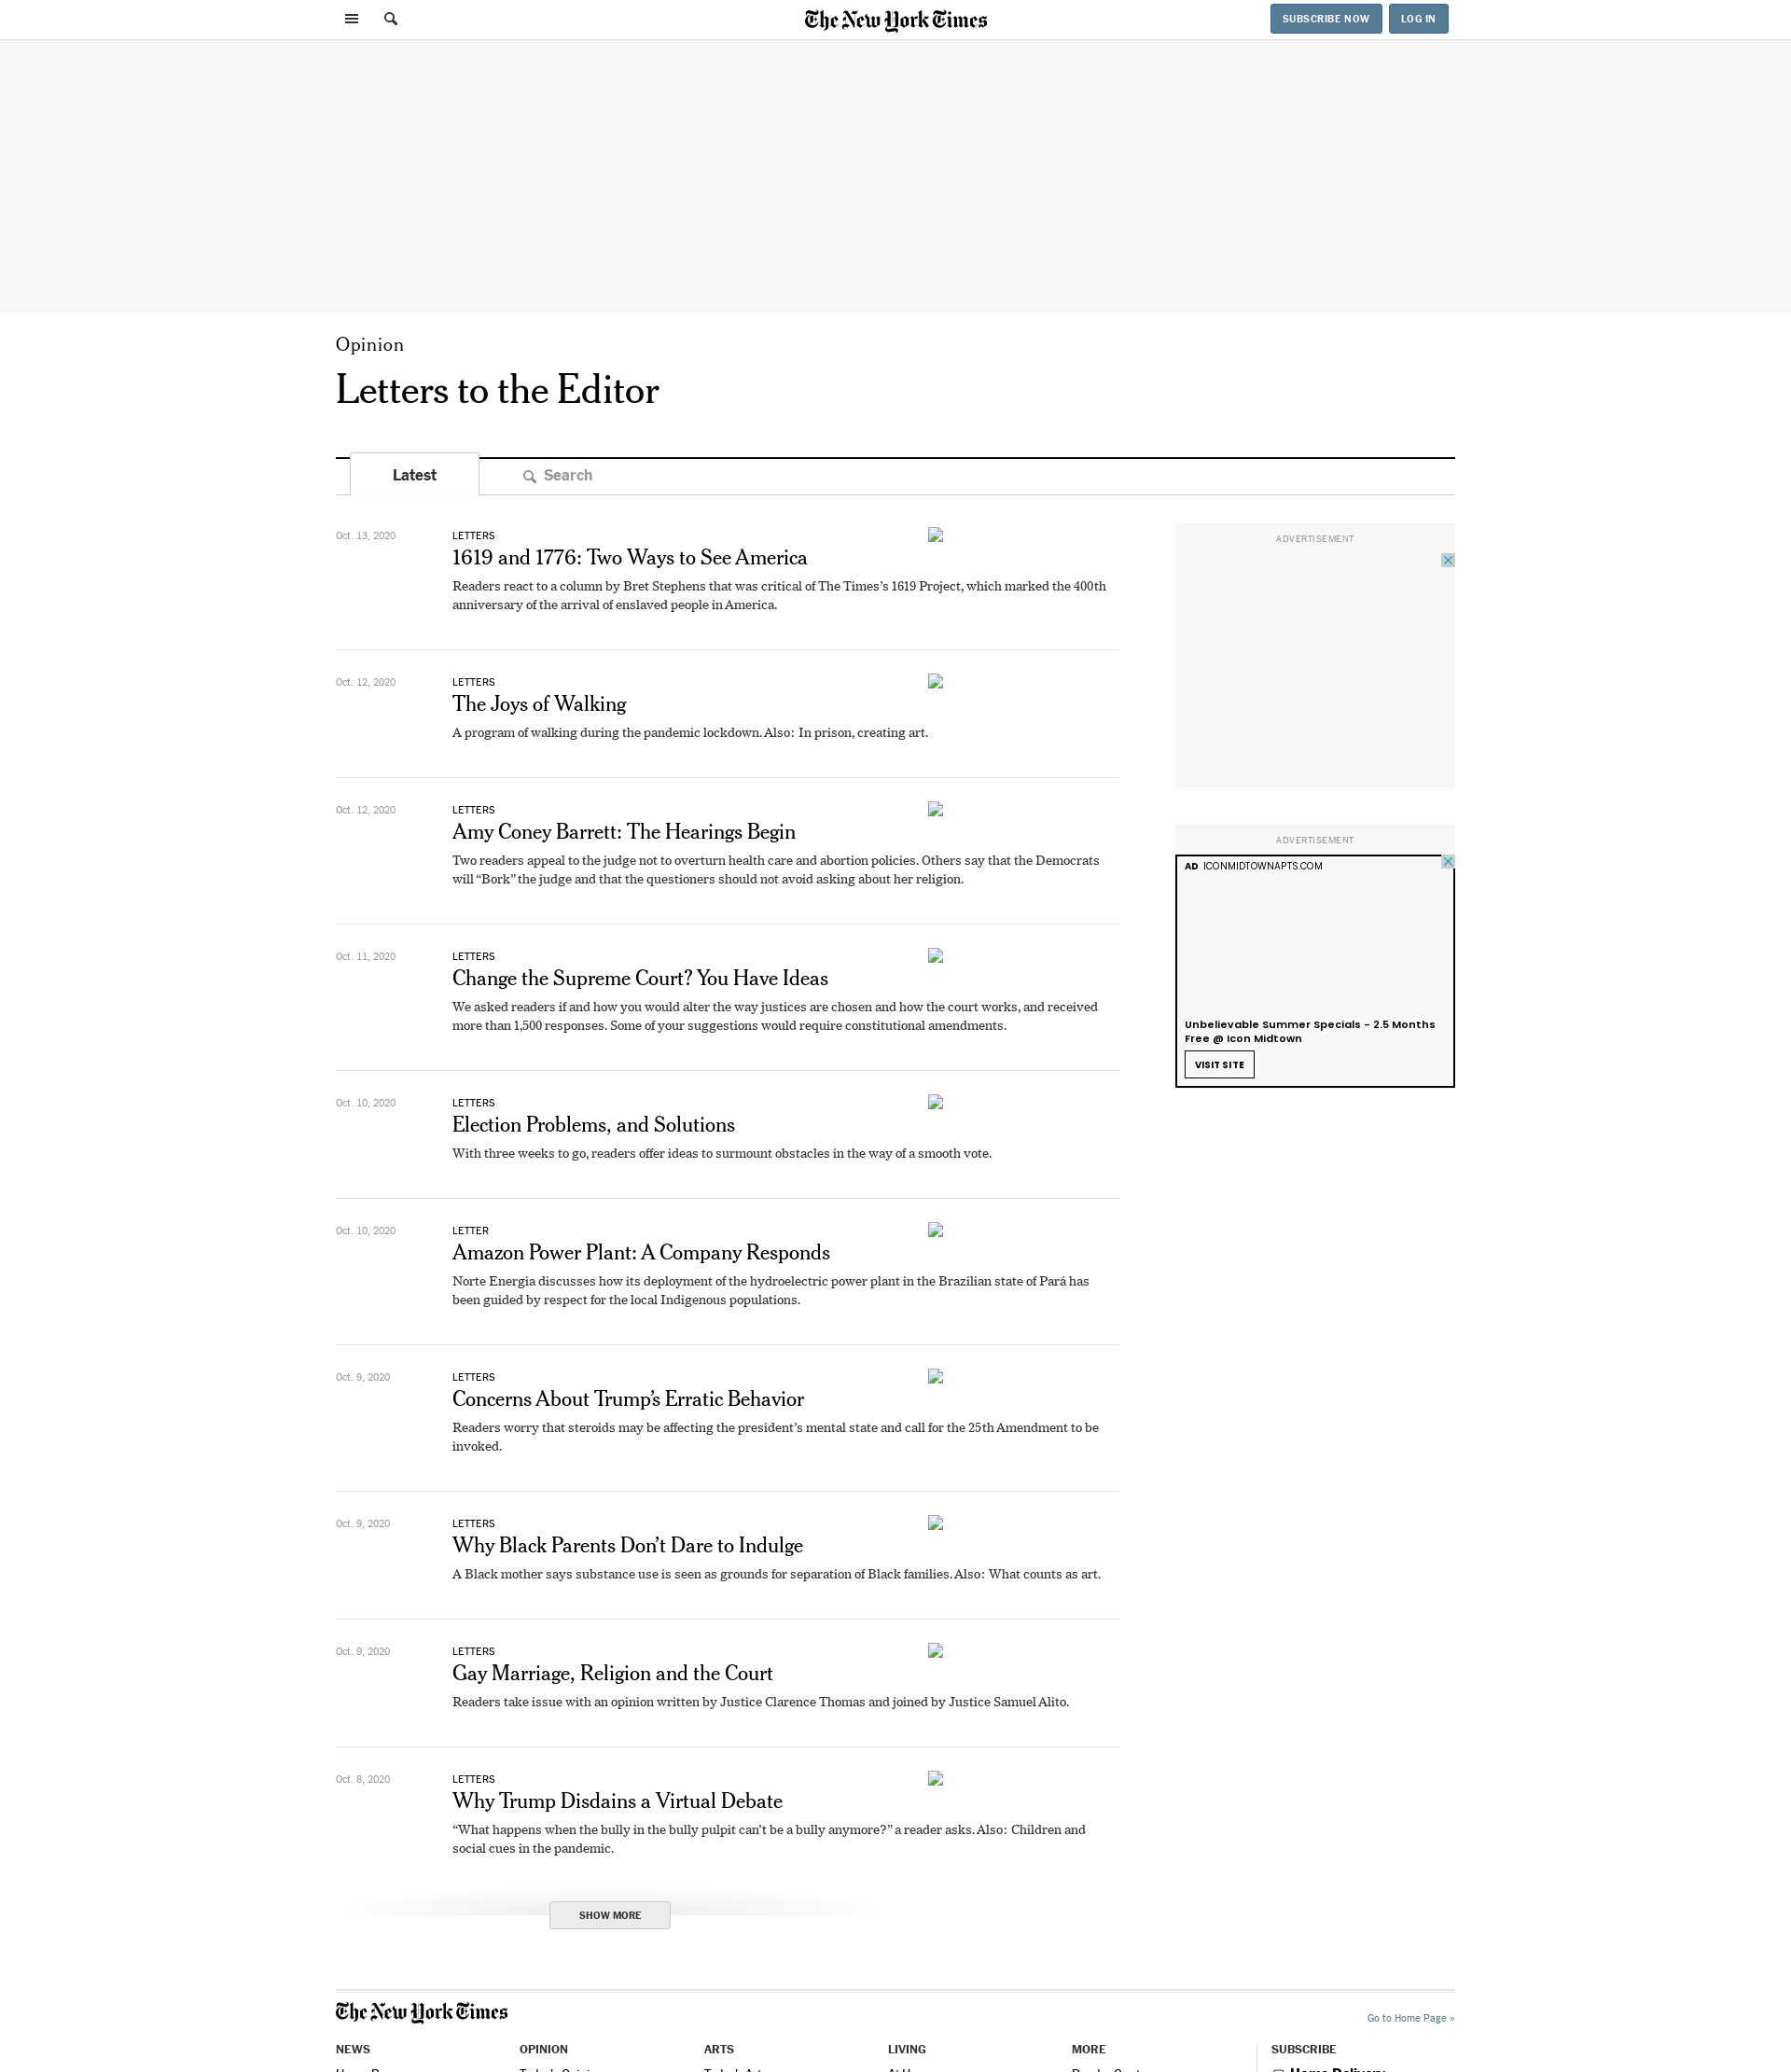 The New York Times
SUBSCRIBE NOW
LOG IN
Opinion
Letters to the Editor
Latest
Search
Oct. 13, 2020
LETTERS
1619 and 1776: Two Ways to See America
Readers react to a column by Bret Stephens that was critical of The Times’s 1619 Project, which marked the 400th
anniversary of the arrival of enslaved people in America.
Oct. 12, 2020
LETTERS
The Joys of Walking
A program of walking during the pandemic lockdown. Also: In prison, creating art.
Oct. 12, 2020
LETTERS
Amy Coney Barrett: The Hearings Begin
Two readers appeal to the judge not to overturn health care and abortion policies. Others say that the Democrats
will “Bork” the judge and that the questioners should not avoid asking about her religion.
Oct. 11, 2020
LETTERS
Change the Supreme Court? You Have Ideas
We asked readers if and how you would alter the way justices are chosen and how the court works, and received
more than 1,500 responses. Some of your suggestions would require constitutional amendments.
Oct. 10, 2020
LETTERS
Election Problems, and Solutions
With three weeks to go, readers offer ideas to surmount obstacles in the way of a smooth vote.
Oct. 10, 2020
LETTER
Amazon Power Plant: A Company Responds
Norte Energia discusses how its deployment of the hydroelectric power plant in the Brazilian state of Pará has
been guided by respect for the local Indigenous populations.
Oct. 9, 2020
LETTERS
Concerns About Trump’s Erratic Behavior
Readers worry that steroids may be affecting the president’s mental state and call for the 25th Amendment to be
invoked.
Oct. 9, 2020
LETTERS
Why Black Parents Don’t Dare to Indulge
A Black mother says substance use is seen as grounds for separation of Black families. Also: What counts as art.
Oct. 9, 2020
LETTERS
Gay Marriage, Religion and the Court
Readers take issue with an opinion written by Justice Clarence Thomas and joined by Justice Samuel Alito.
Oct. 8, 2020
LETTERS
Why Trump Disdains a Virtual Debate
“What happens when the bully in the bully pulpit can’t be a bully anymore?” a reader asks. Also: Children and
social cues in the pandemic.
SHOW MORE
ADVERTISEMENT
ADVERTISEMENT
AD ICONMIDTOWNAPTS.COM
Unbelievable Summer Specials - 2.5 Months
Free @ Icon Midtown
VISIT SITE
The New York Times
Go to Home Page »
NEWS
OPINION
ARTS
LIVING
MORE
SUBSCRIBE